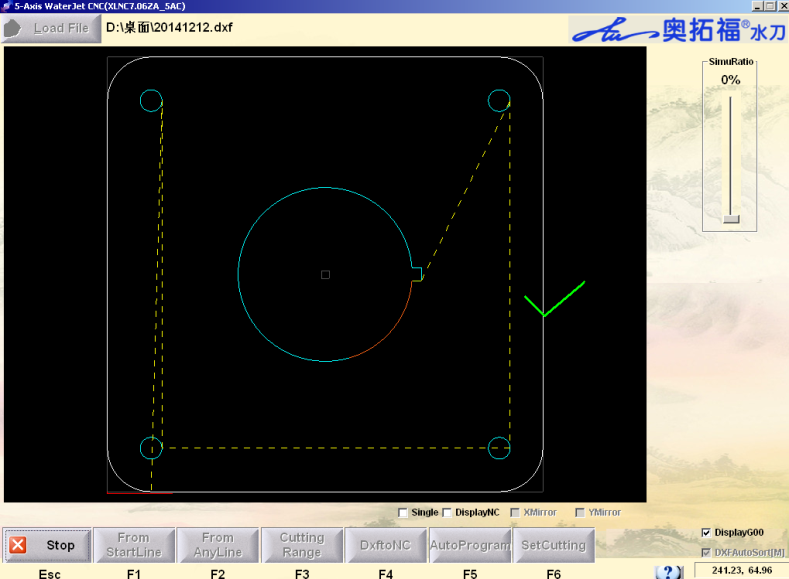 5-Axis WaterJet CNC(XLNC7.062A_5AC)
Load File D:\桌面\20141212.dxf
奥拓福®水刀
SimuRatio
0%
Single DisplayNC XMirror YMirror
Stop
From StartLine
From AnyLine
Cutting Range
DxftoNC
AutoProgram
SetCutting
DisplayG00
DXFAutoSort[M]
Esc F1 F2 F3 F4 F5 F6
?
241.23, 64.96